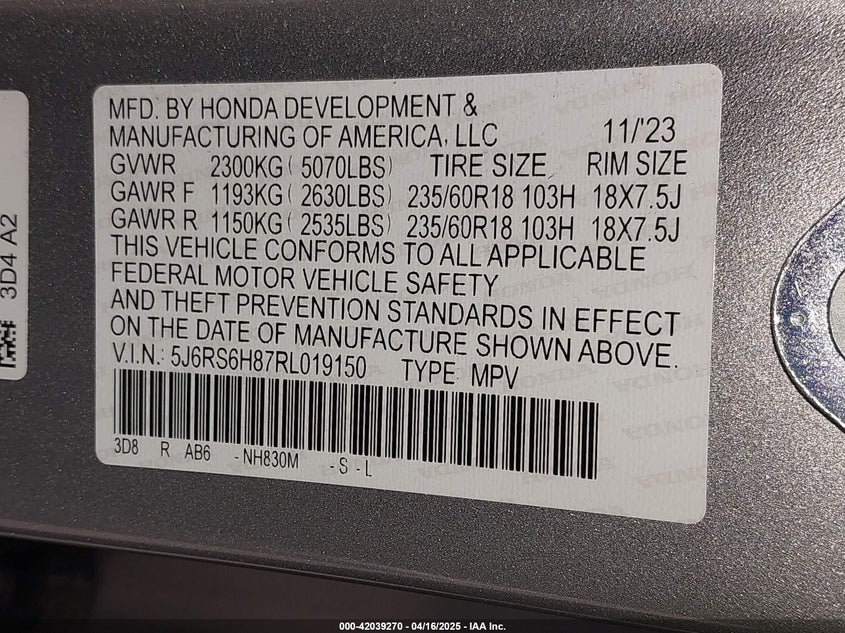 MFD. BY HONDA DEVELOPMENT &
MANUFACTURING OF AMERICA, LLC 11/'23
GVWR 2300KG ( 5070LBS) TIRE SIZE RIM SIZE
GAWR F 1193KG ( 2630LBS) 235/60R18 103H 18X7.5J
GAWR R 1150KG ( 2535LBS) 235/60R18 103H 18X7.5J
THIS VEHICLE CONFORMS TO ALL APPLICABLE
FEDERAL MOTOR VEHICLE SAFETY
AND THEFT PREVENTION STANDARDS IN EFFECT
ON THE DATE OF MANUFACTURE SHOWN ABOVE.
V.I.N.: 5J6RS6H87RL019150 TYPE: MPV
3D8 R AB6 -NH830M -S-L
3D4 A2
000-42039270 - 04/16/2025 - IAA Inc.